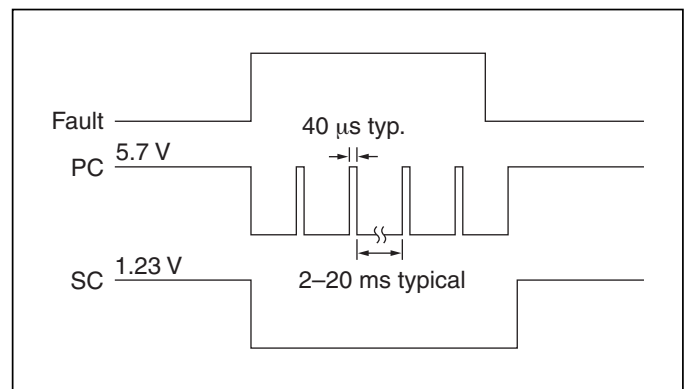 Fault
40 μs typ.
5.7 V
PC
2–20 ms typical
1.23 V
SC